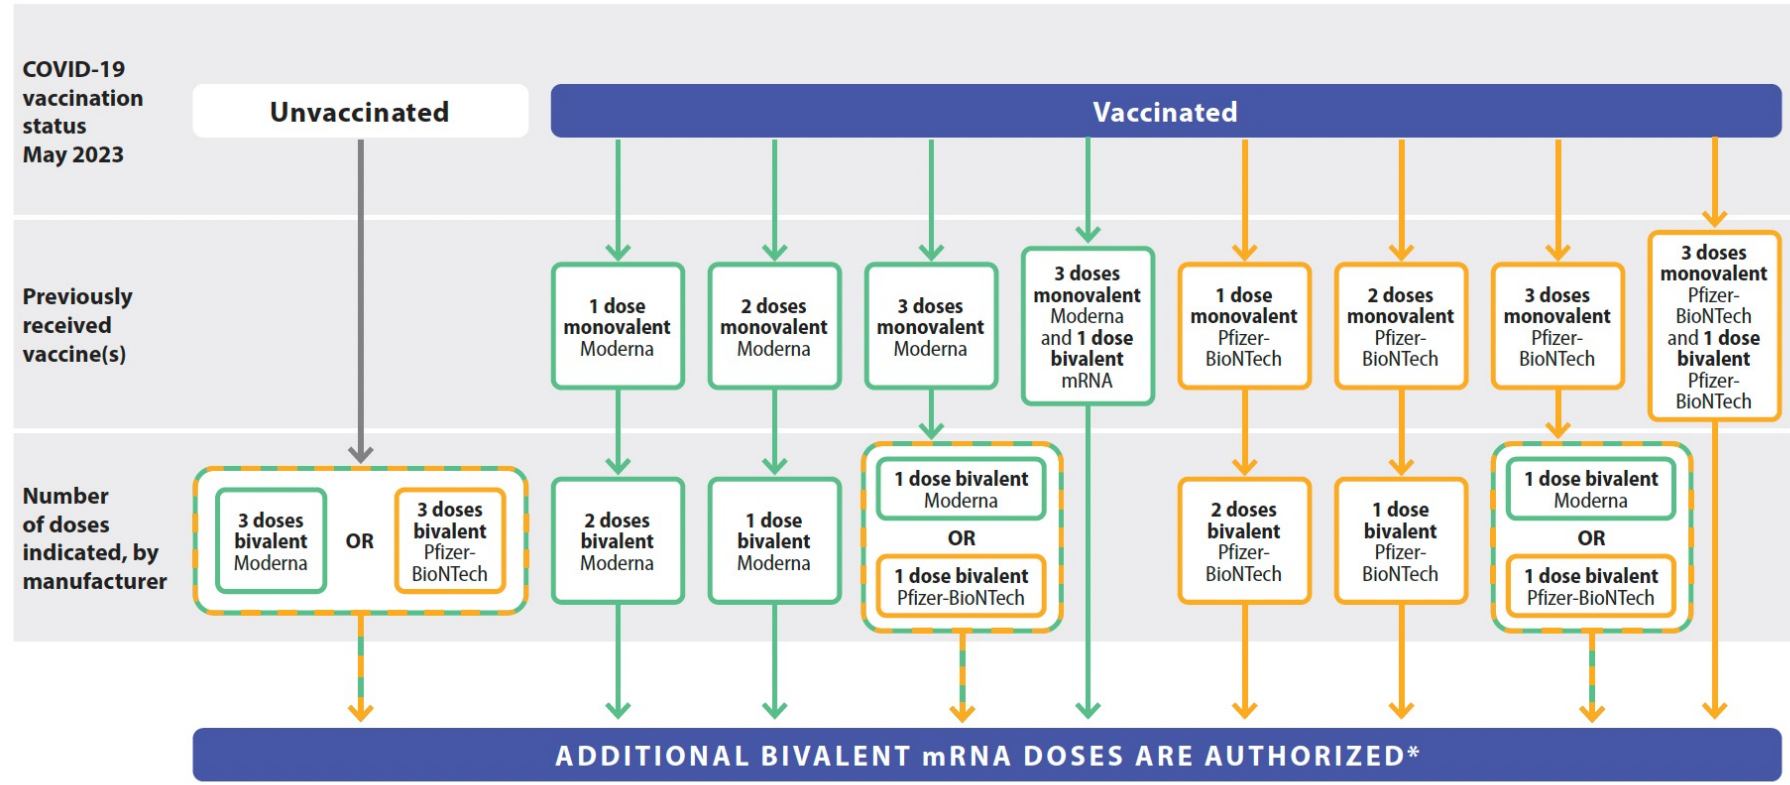 COVID-19
vaccination
status
May 2023
Unvaccinated
Vaccinated
Previously
received
vaccine(s)
1 dose
monovalent
Moderna
2 doses
monovalent
Moderna
3 doses
monovalent
Moderna
3 doses
monovalent
Moderna
and 1 dose
bivalent
mRNA
1 dose
monovalent
Pfizer-
BioNTech
2 doses
monovalent
Pfizer-
BioNTech
3 doses
monovalent
Pfizer-
BioNTech
3 doses
monovalent
Pfizer-
BioNTech
and 1 dose
bivalent
Pfizer-
BioNTech
Number
of doses
indicated, by
manufacturer
3 doses
bivalent
Moderna
OR
3 doses
bivalent
Pfizer-
BioNTech
2 doses
bivalent
Moderna
1 dose
bivalent
Moderna
1 dose bivalent
Moderna
OR
1 dose bivalent
Pfizer-BioNTech
2 doses
bivalent
Pfizer-
BioNTech
1 dose
bivalent
Pfizer-
BioNTech
1 dose bivalent
Moderna
OR
1 dose bivalent
Pfizer-BioNTech
ADDITIONAL BIVALENT mRNA DOSES ARE AUTHORIZED*